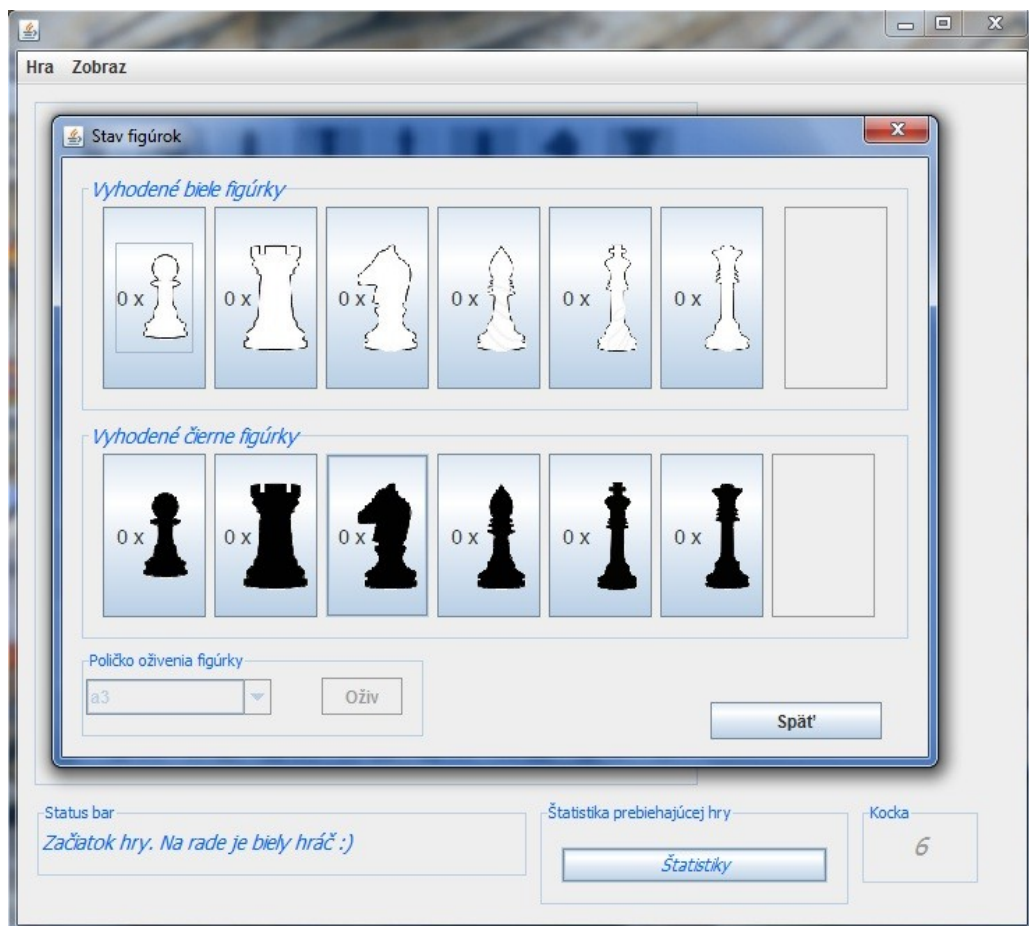 Hra Zobraz
Stav figúrok
Vyhodené biele figúrky
0 x 0 x 0 x 0 x 0 x 0 x
Vyhodené čierne figúrky
0 x 0 x 0 x 0 x 0 x 0 x
Políčko oživenia figúrky
a3 Oživ
Späť
Status bar
Začiatok hry. Na rade je biely hráč :)
Štatistika prebiehajúcej hry
Štatistiky
Kocka
6